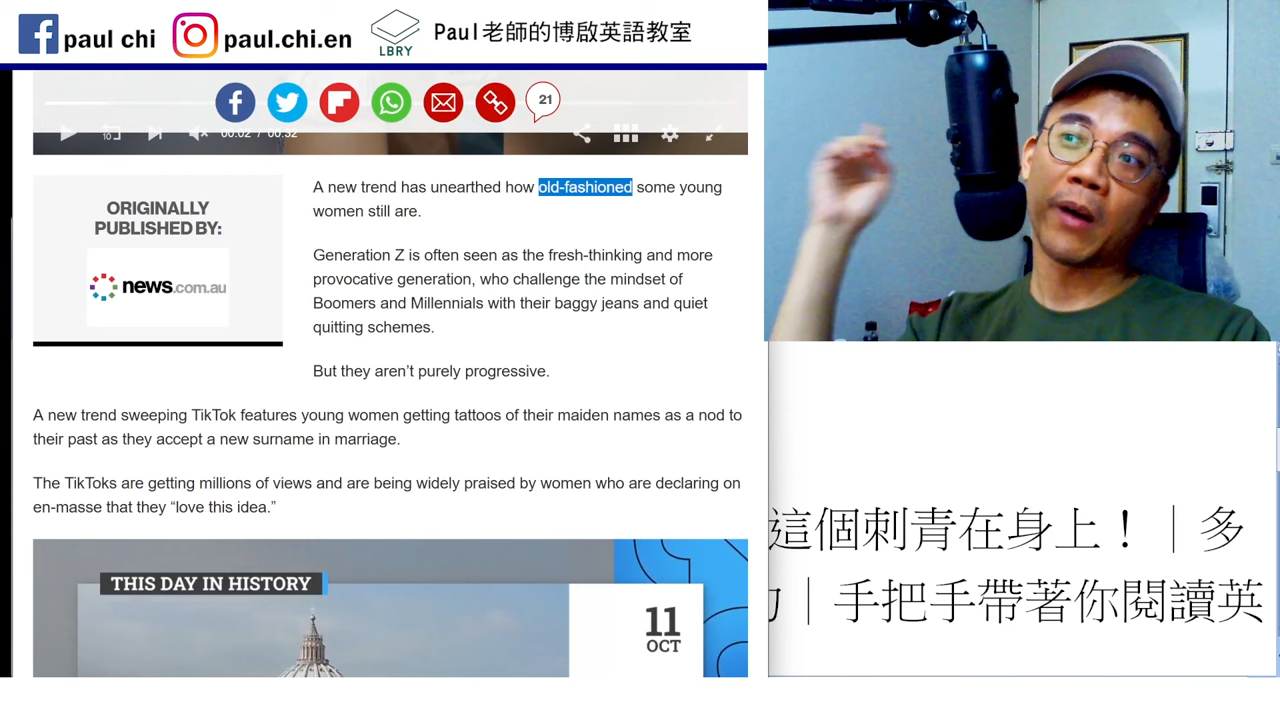 paul chi
paul.chi.en
LBRY
Paul老師的博啟英語教室
21
10
00:02 / 00:32
ORIGINALLY
PUBLISHED BY:
news.com.au
A new trend has unearthed how old-fashioned some young
women still are.
Generation Z is often seen as the fresh-thinking and more
provocative generation, who challenge the mindset of
Boomers and Millennials with their baggy jeans and quiet
quitting schemes.
But they aren’t purely progressive.
A new trend sweeping TikTok features young women getting tattoos of their maiden names as a nod to
their past as they accept a new surname in marriage.
The TikToks are getting millions of views and are being widely praised by women who are declaring on
en-masse that they “love this idea.”
THIS DAY IN HISTORY
11
OCT
這個刺青在身上！｜多
｜手把手帶著你閱讀英